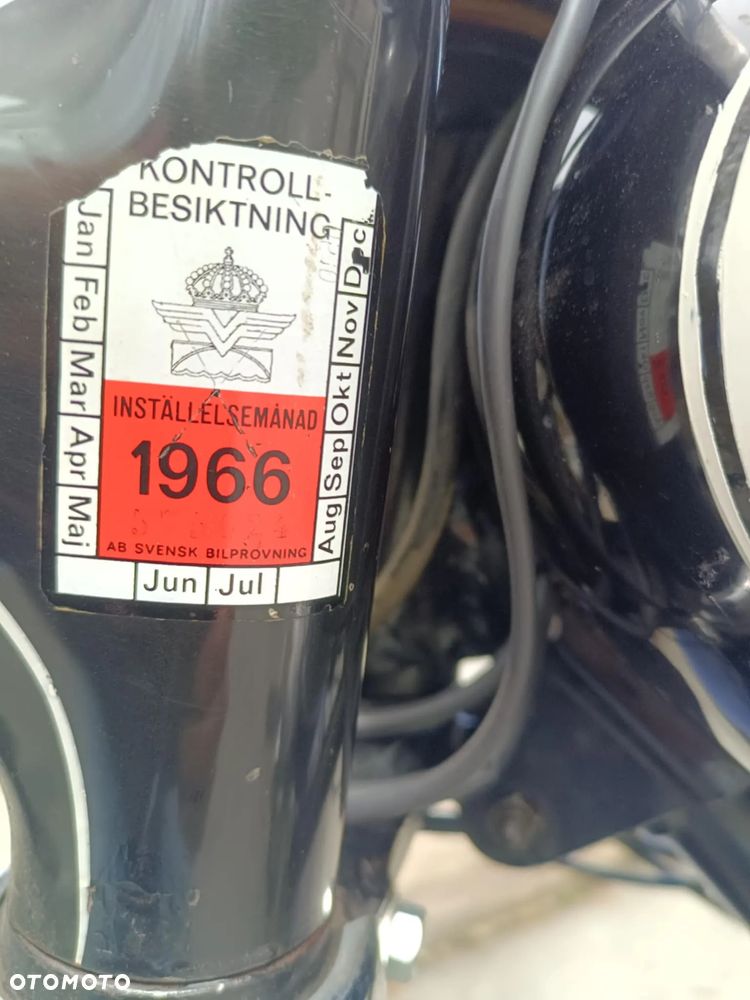 KONTROLL-
BESIKTNING
Jan
Feb
Mar
Apr
Maj
Jun
Jul
Aug
Sep
Okt
Nov
INSTÄLLELSEMÅNAD
1966
AB SVENSK BILPROVNING
OTOMOTO